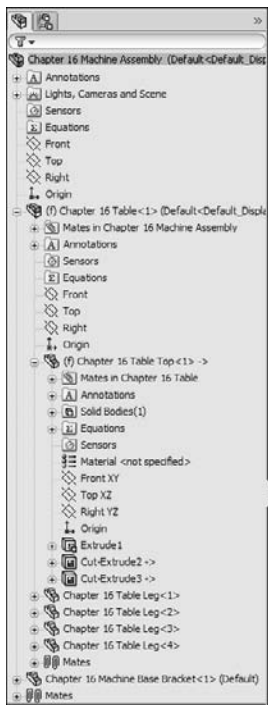 »
Chapter 16 Machine Assembly (Default<Default_Disp
A Annotations
Lights, Cameras and Scene
Sensors
Σ Equations
Front
Top
Right
Origin
(f) Chapter 16 Table<1> (Default<Default_Displa
Mates in Chapter 16 Machine Assembly
A Annotations
Sensors
Σ Equations
Front
Top
Right
Origin
(f) Chapter 16 Table Top<1> ->
Mates in Chapter 16 Table
A Annotations
Solid Bodies(1)
Σ Equations
Sensors
Material <not specified>
Front XY
Top XZ
Right YZ
Origin
Extrude1
Cut-Extrude2 ->
Cut-Extrude3 ->
Chapter 16 Table Leg<1>
Chapter 16 Table Leg<2>
Chapter 16 Table Leg<3>
Chapter 16 Table Leg<4>
Mates
Chapter 16 Machine Base Bracket<1> (Default)
Mates